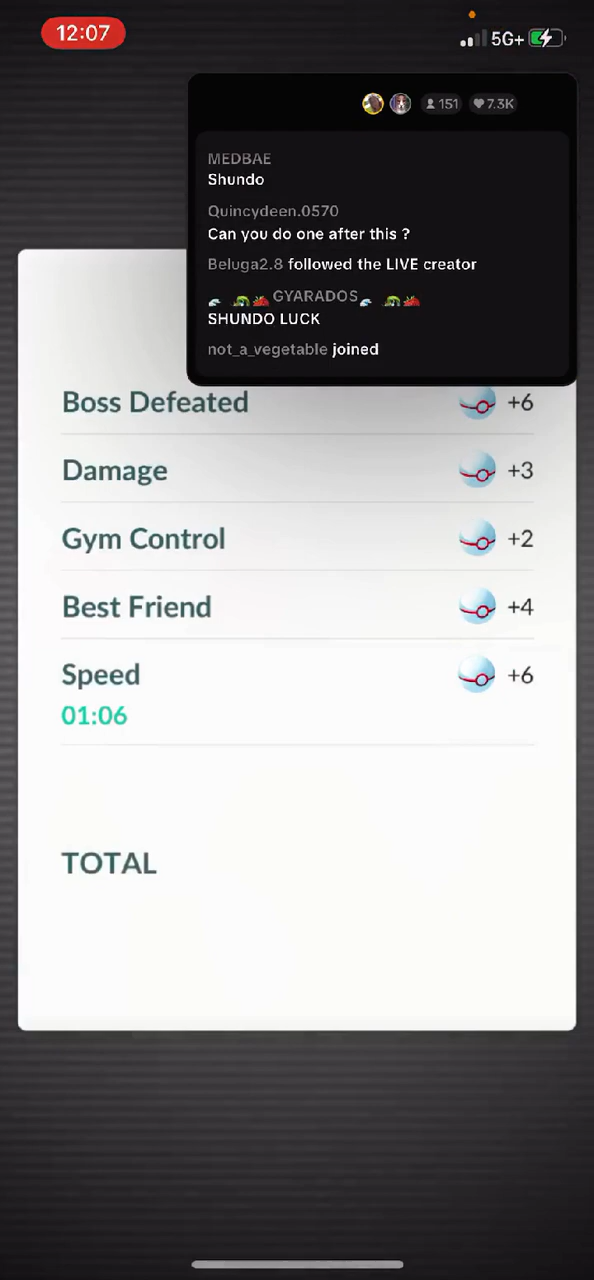 12:07
5G+
151
7.3K
MEDBAE
Shundo
Quincydeen.0570
Can you do one after this ?
Beluga2.8 followed the LIVE creator
GYARADOS
SHUNDO LUCK
not_a_vegetable joined
Boss Defeated +6
Damage +3
Gym Control +2
Best Friend +4
Speed +6
01:06
TOTAL